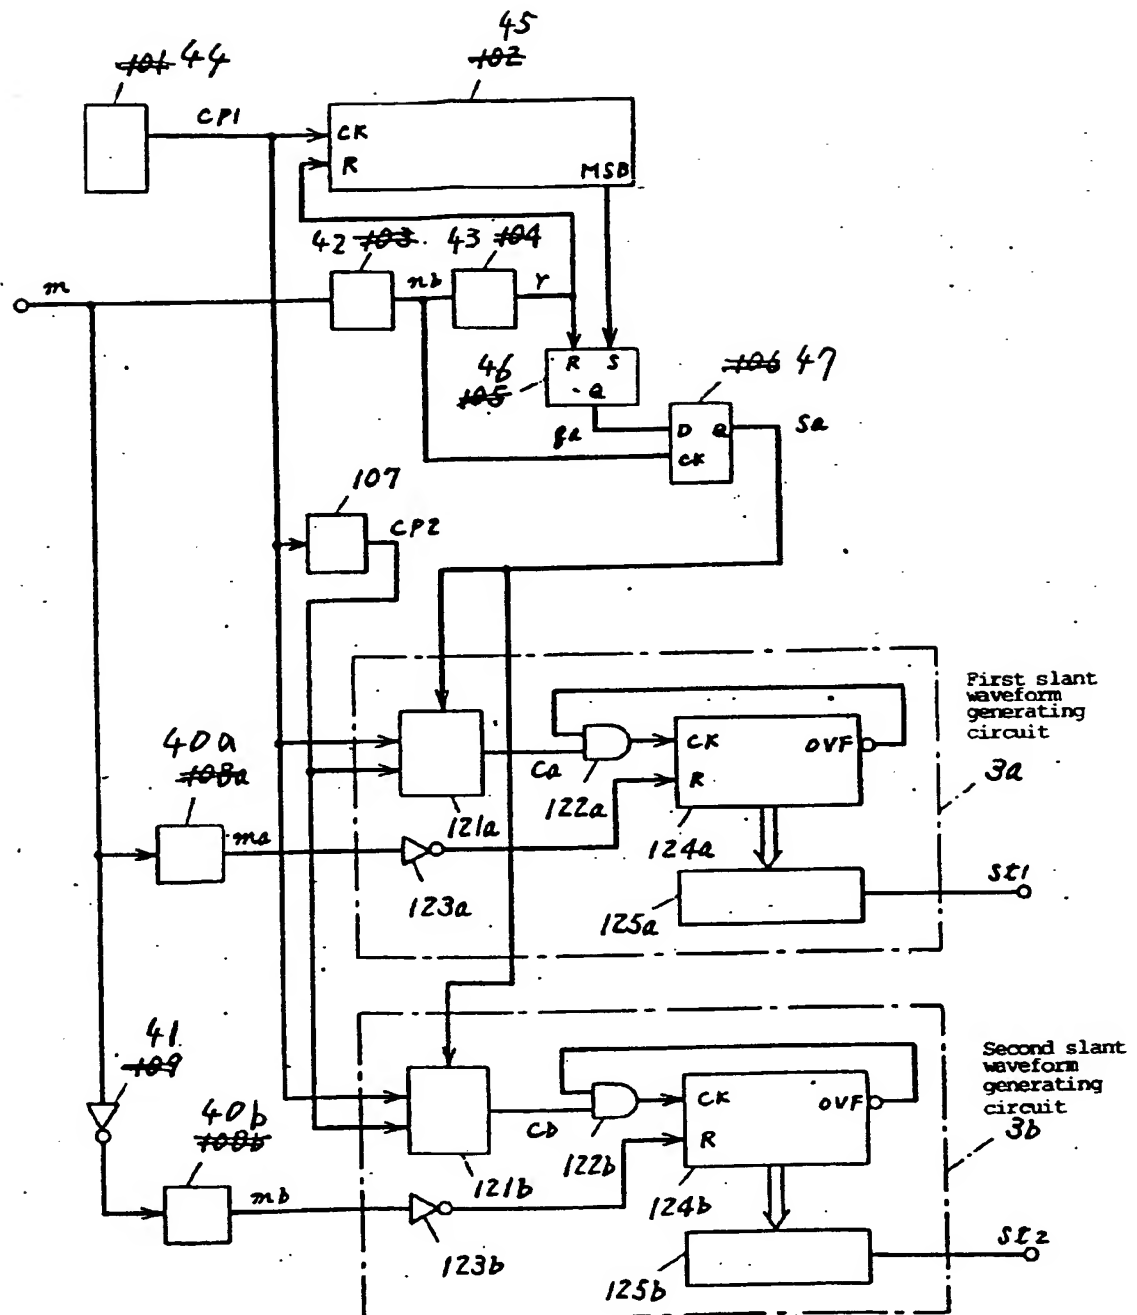 45
102
101 44
CP1
CK
R
MSB
42 103
43 104
m
nb
r
R S
Q
46
105
106 47
D Q
CK
Sa
ga
107
CP2
First slant
waveform
generating
circuit
3a
40a
108a
ma
Ca
CK
OVF
R
121a
122a
124a
123a
125a
St1
41
109
Second slant
waveform
generating
circuit
3b
40b
108b
mb
Cb
CK
OVF
R
121b
122b
124b
123b
125b
St2